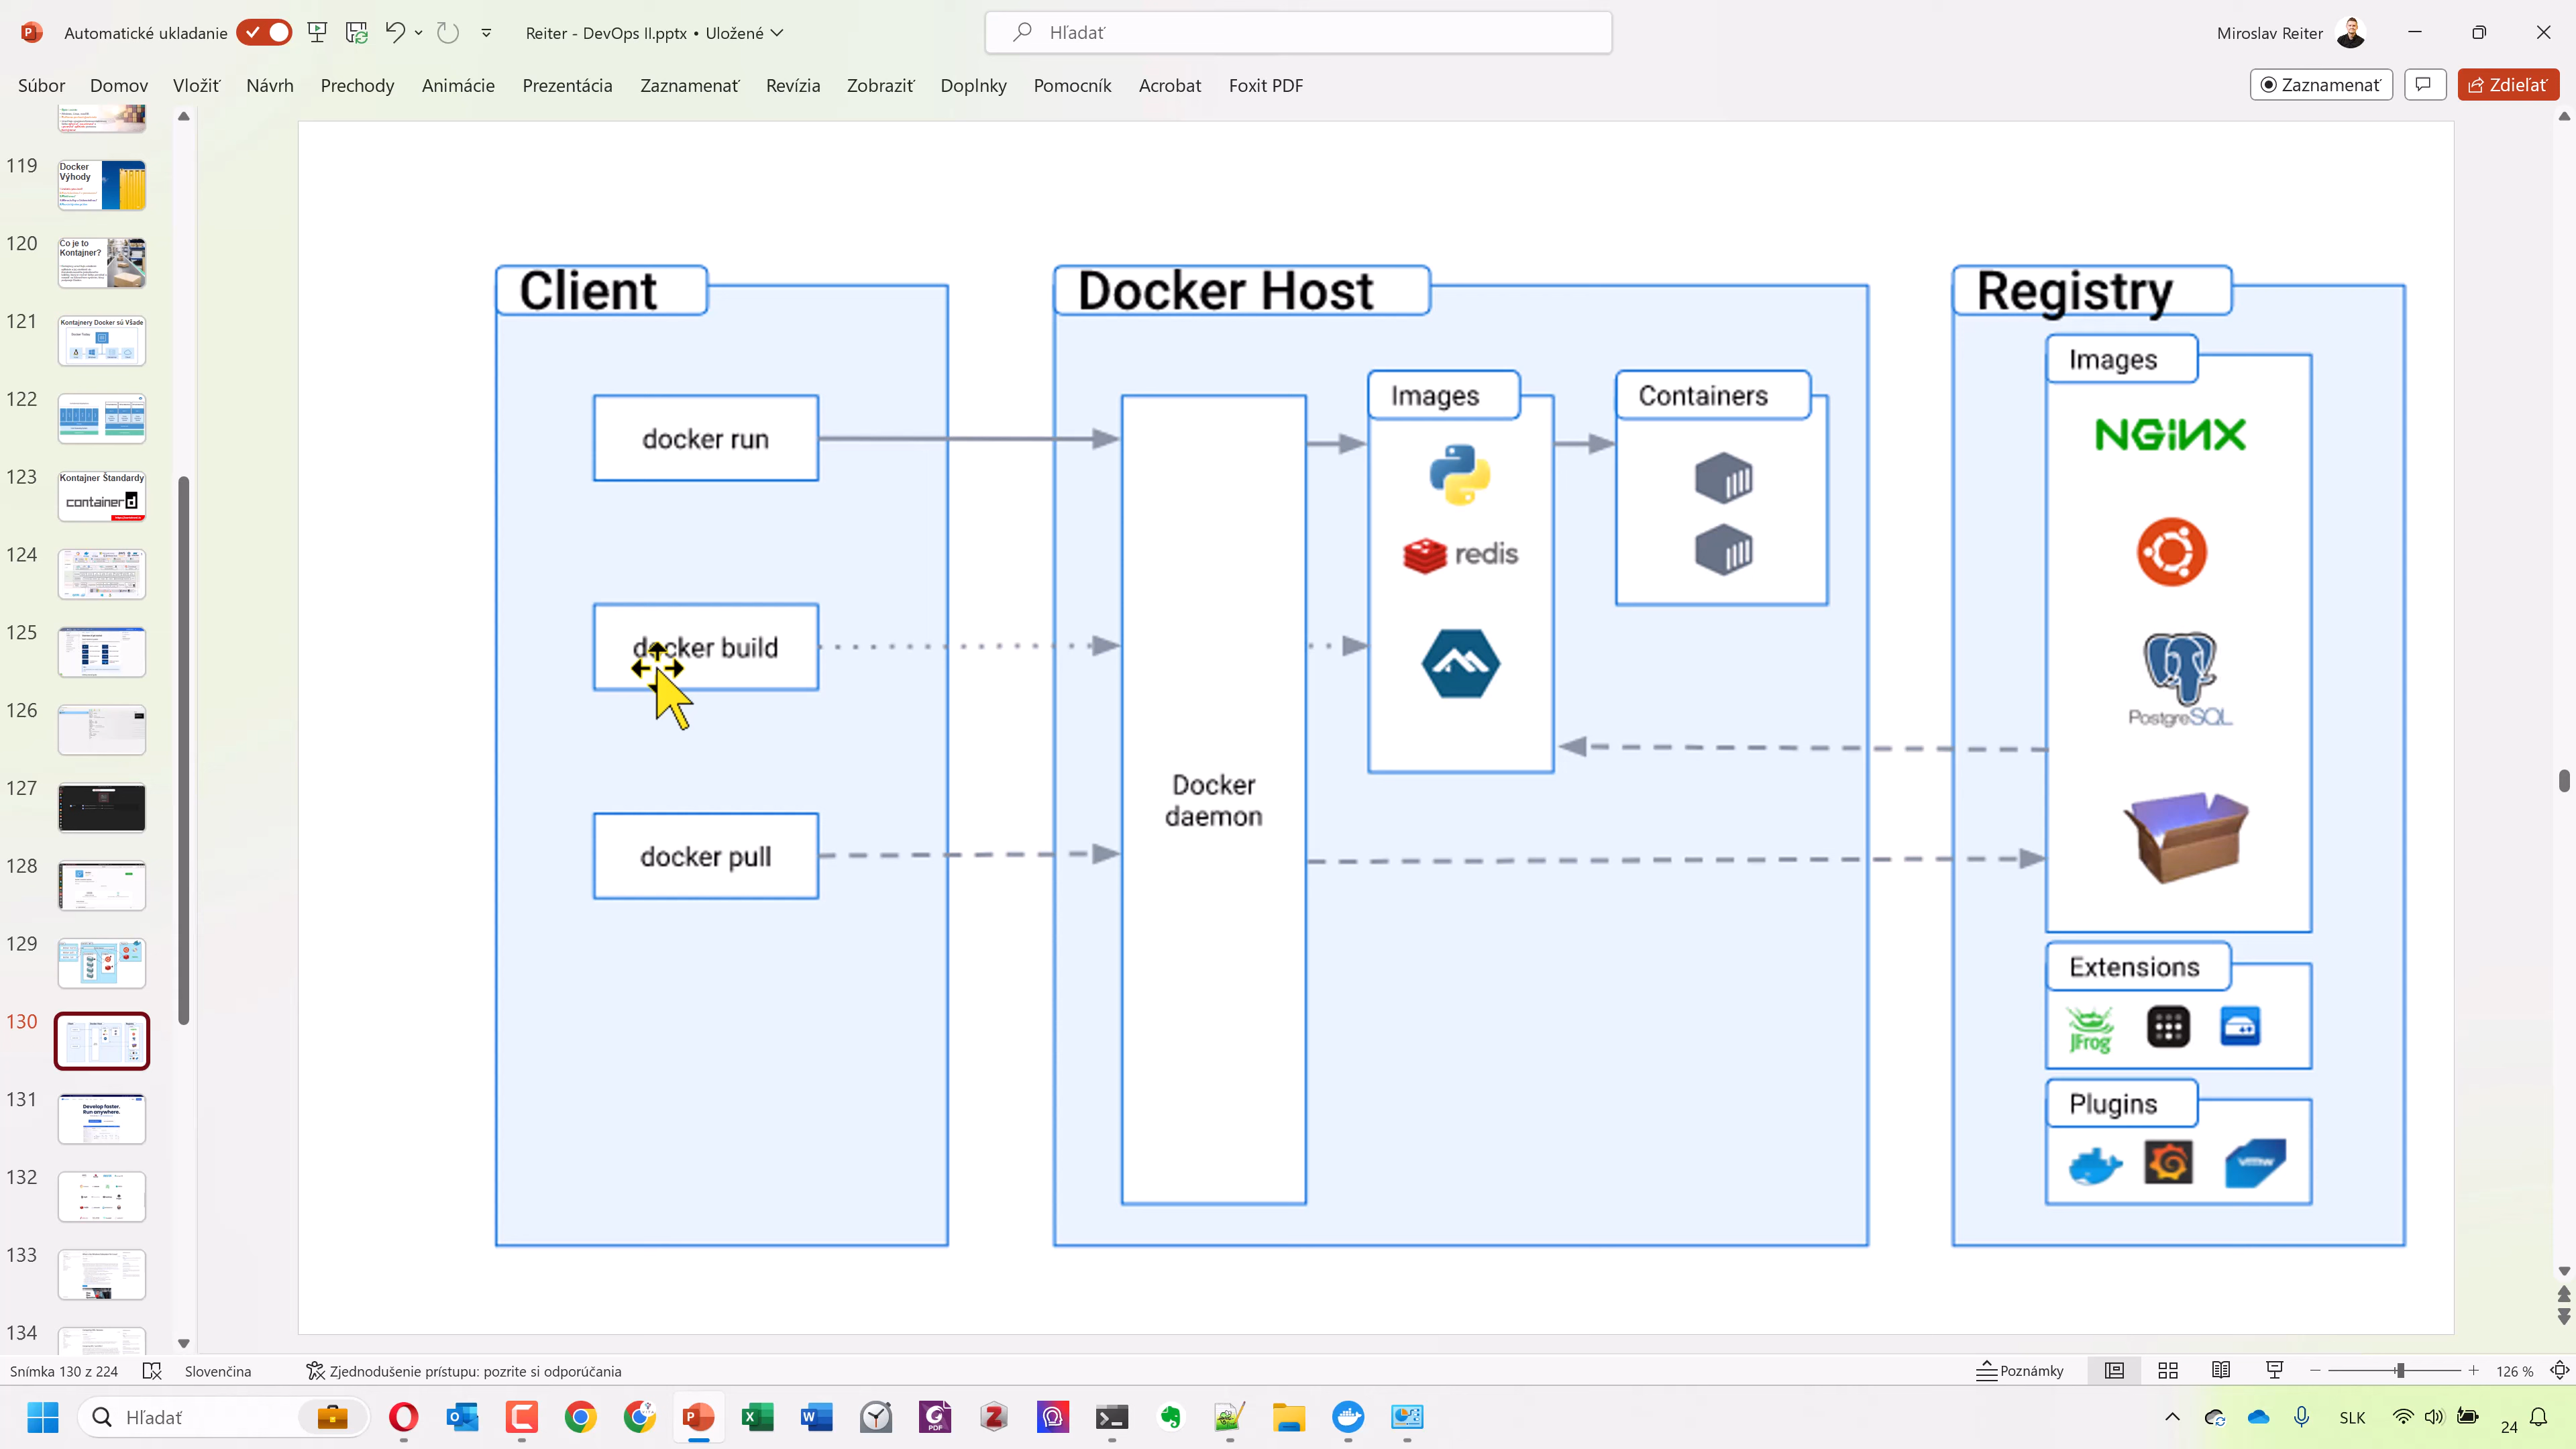 Automatické ukladanie
Reiter - DevOps II.pptx • Uložené
Hľadať
Miroslav Reiter
Súbor
Domov
Vložiť
Návrh
Prechody
Animácie
Prezentácia
Zaznamenať
Revízia
Zobraziť
Doplnky
Pomocník
Acrobat
Foxit PDF
Zaznamenať
Zdieľať
119
Docker
Výhody
120
Čo je to
Kontajner?
121
Kontajnery Docker sú Všade
122
123
Kontajner Štandardy
containerd
124
125
126
127
128
129
130
131
Develop faster.
Run anywhere.
132
133
134
Client
docker run
docker build
docker pull
Docker Host
Docker
daemon
Images
redis
Containers
Registry
Images
NGINX
PostgreSQL
Extensions
JFrog
Plugins
vmw
Snímka 130 z 224
Slovenčina
Zjednodušenie prístupu: pozrite si odporúčania
Poznámky
126 %
Hľadať
SLK
24